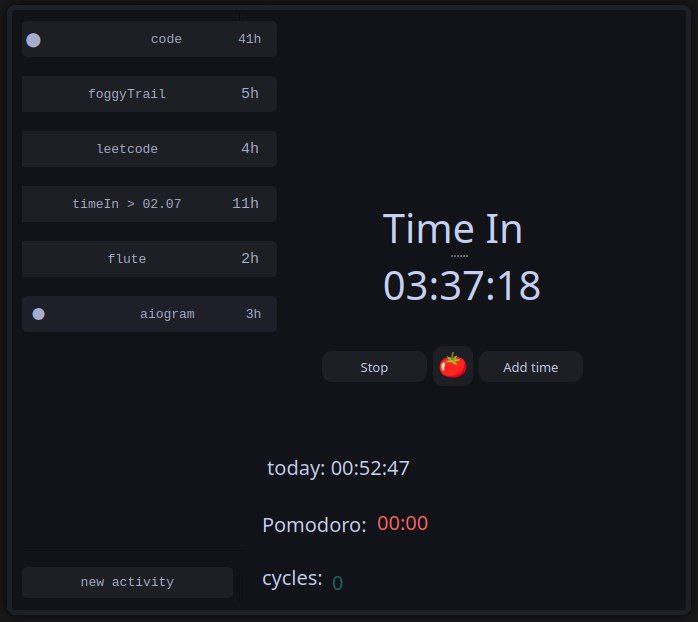 code 41h
foggyTrail 5h
leetcode 4h
timeIn > 02.07 11h
flute 2h
aiogram 3h
new activity
Time In
03:37:18
Stop Add time
today: 00:52:47
Pomodoro: 00:00
cycles: 0